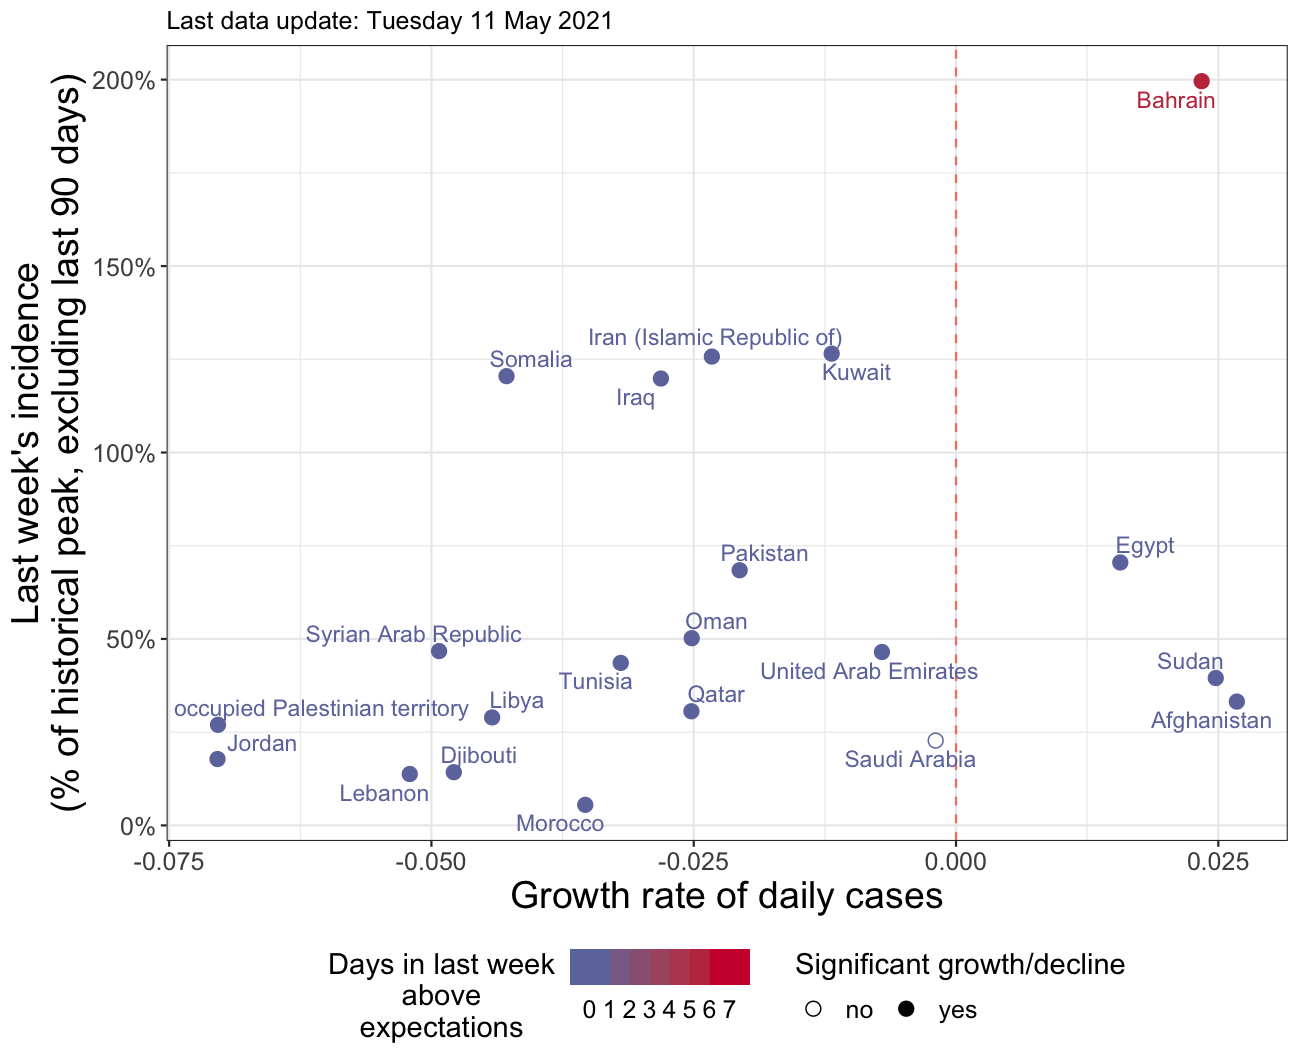 Last data update: Tuesday 11 May 2021
Last week's incidence
(% of historical peak, excluding last 90 days)
200%
150%
100%
50%
0%
Bahrain
Iran (Islamic Republic of)
Somalia
Kuwait
Iraq
Egypt
Pakistan
Oman
Syrian Arab Republic
Sudan
United Arab Emirates
Tunisia
Qatar
Libya
occupied Palestinian territory
Afghanistan
Jordan
Djibouti
Saudi Arabia
Lebanon
Morocco
-0.075 -0.050 -0.025 0.000 0.025
Growth rate of daily cases
Days in last week
above
expectations
0 1 2 3 4 5 6 7
Significant growth/decline
no yes